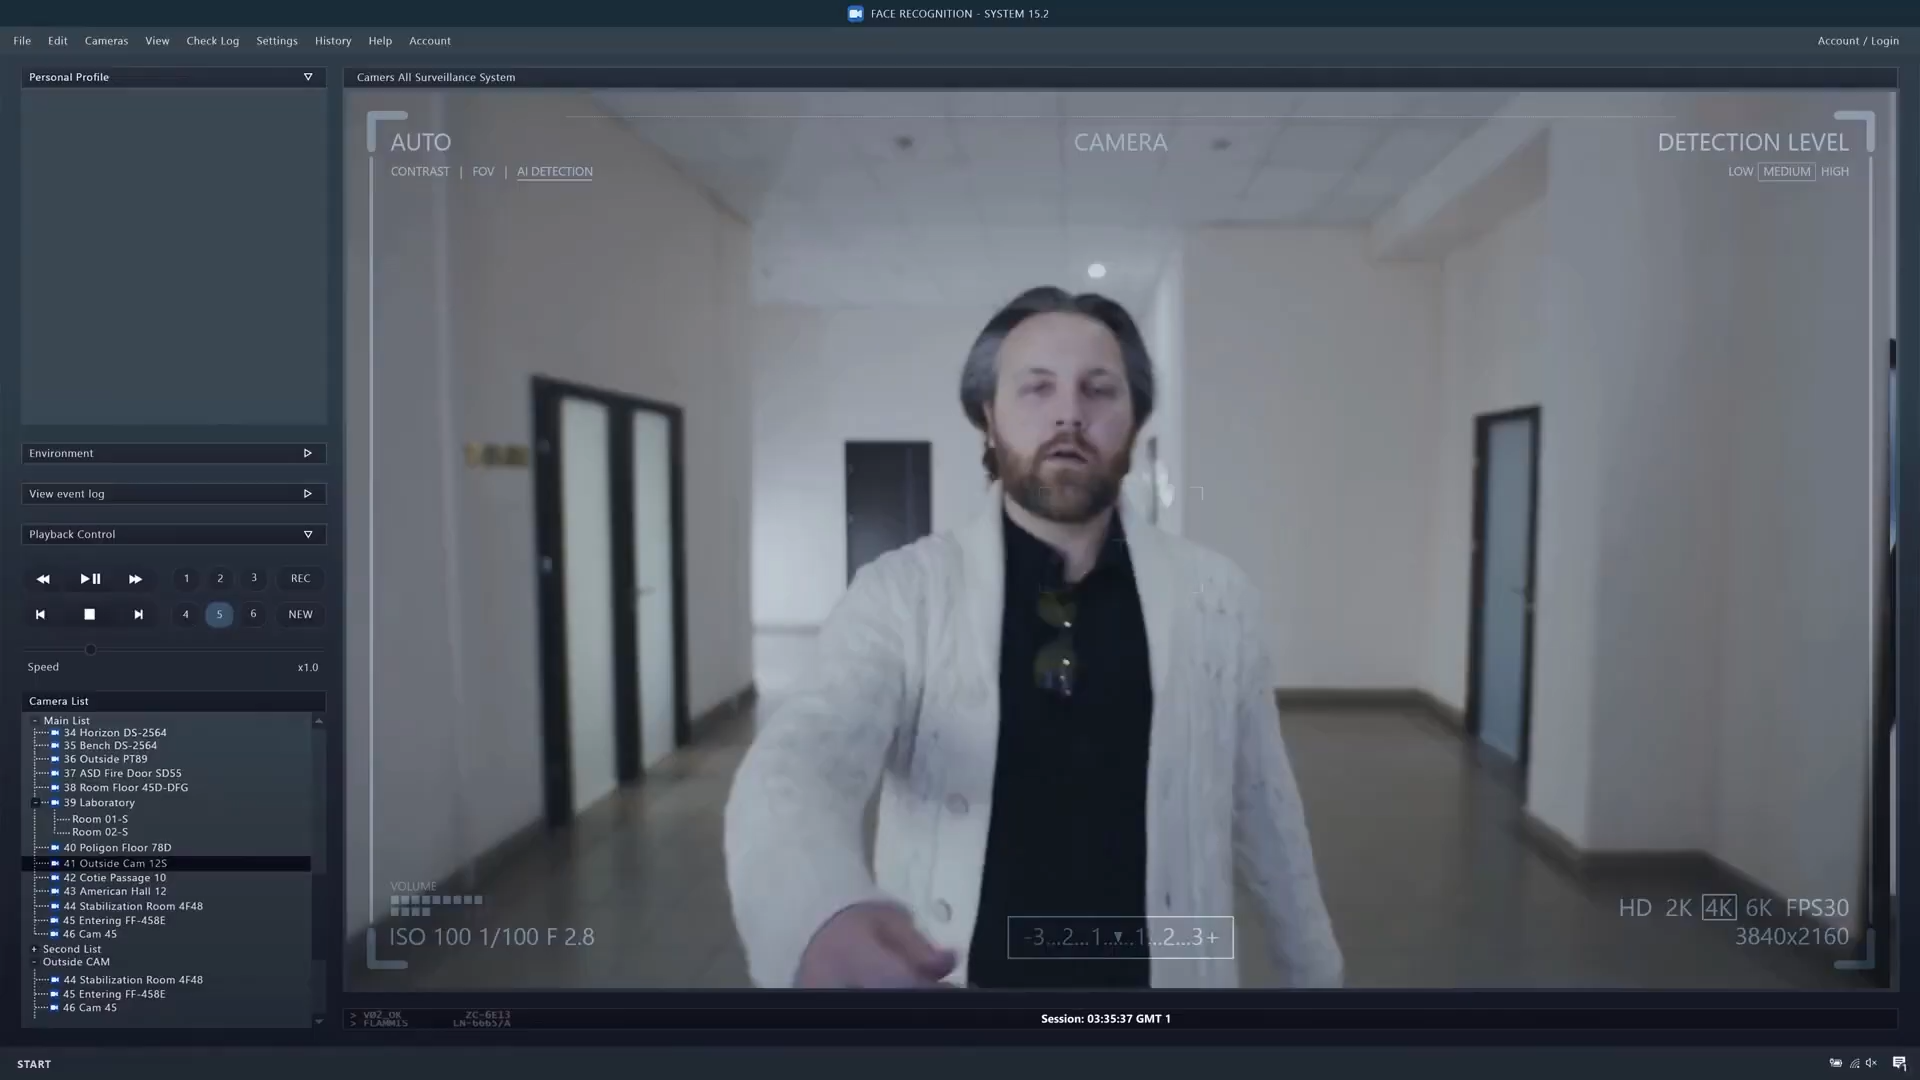 FACE RECOGNITION - SYSTEM 15.2
File Edit Cameras View Check Log Settings History Help Account Account / Login
Personal Profile
Camers All Surveillance System
AUTO
CONTRAST | FOV | AI DETECTION
CAMERA
DETECTION LEVEL
LOW MEDIUM HIGH
Environment
View event log
Playback Control
1 2 3 REC
4 5 6 NEW
Speed x1.0
Camera List
Main List
34 Horizon DS-2564
35 Bench DS-2564
36 Outside PT89
37 ASD Fire Door SD55
38 Room Floor 45D-DFG
39 Laboratory
Room 01-S
Room 02-S
40 Poligon Floor 78D
41 Outside Cam 12S
42 Cotie Passage 10
43 American Hall 12
44 Stabilization Room 4F48
45 Entering FF-458E
46 Cam 45
Second List
Outside CAM
44 Stabilization Room 4F48
45 Entering FF-458E
46 Cam 45
VOLUME
ISO 100 1/100 F 2.8
-3...2...1...▼...1...2...3+
HD 2K 4K 6K FPS30
3840x2160
> V02_OK ZC-6E13
> FLAMMIS LN-6665/A
Session: 03:35:37 GMT 1
START